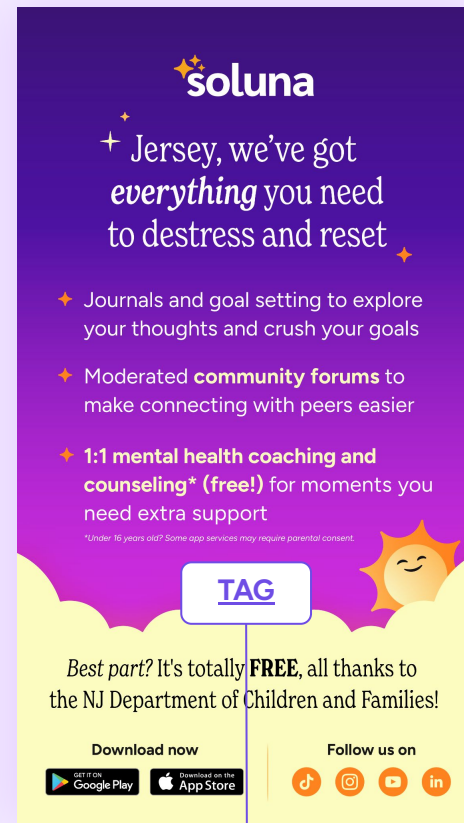 soluna
Jersey, we've got
everything you need
to destress and reset
Journals and goal setting to explore
your thoughts and crush your goals
Moderated community forums to
make connecting with peers easier
1:1 mental health coaching and
counseling* (free!) for moments you
need extra support
*Under 16 years old? Some app services may require parental consent.
TAG
Best part? It's totally FREE, all thanks to
the NJ Department of Children and Families!
Download now
Follow us on
GET IT ON
Google Play
Download on the
App Store
in